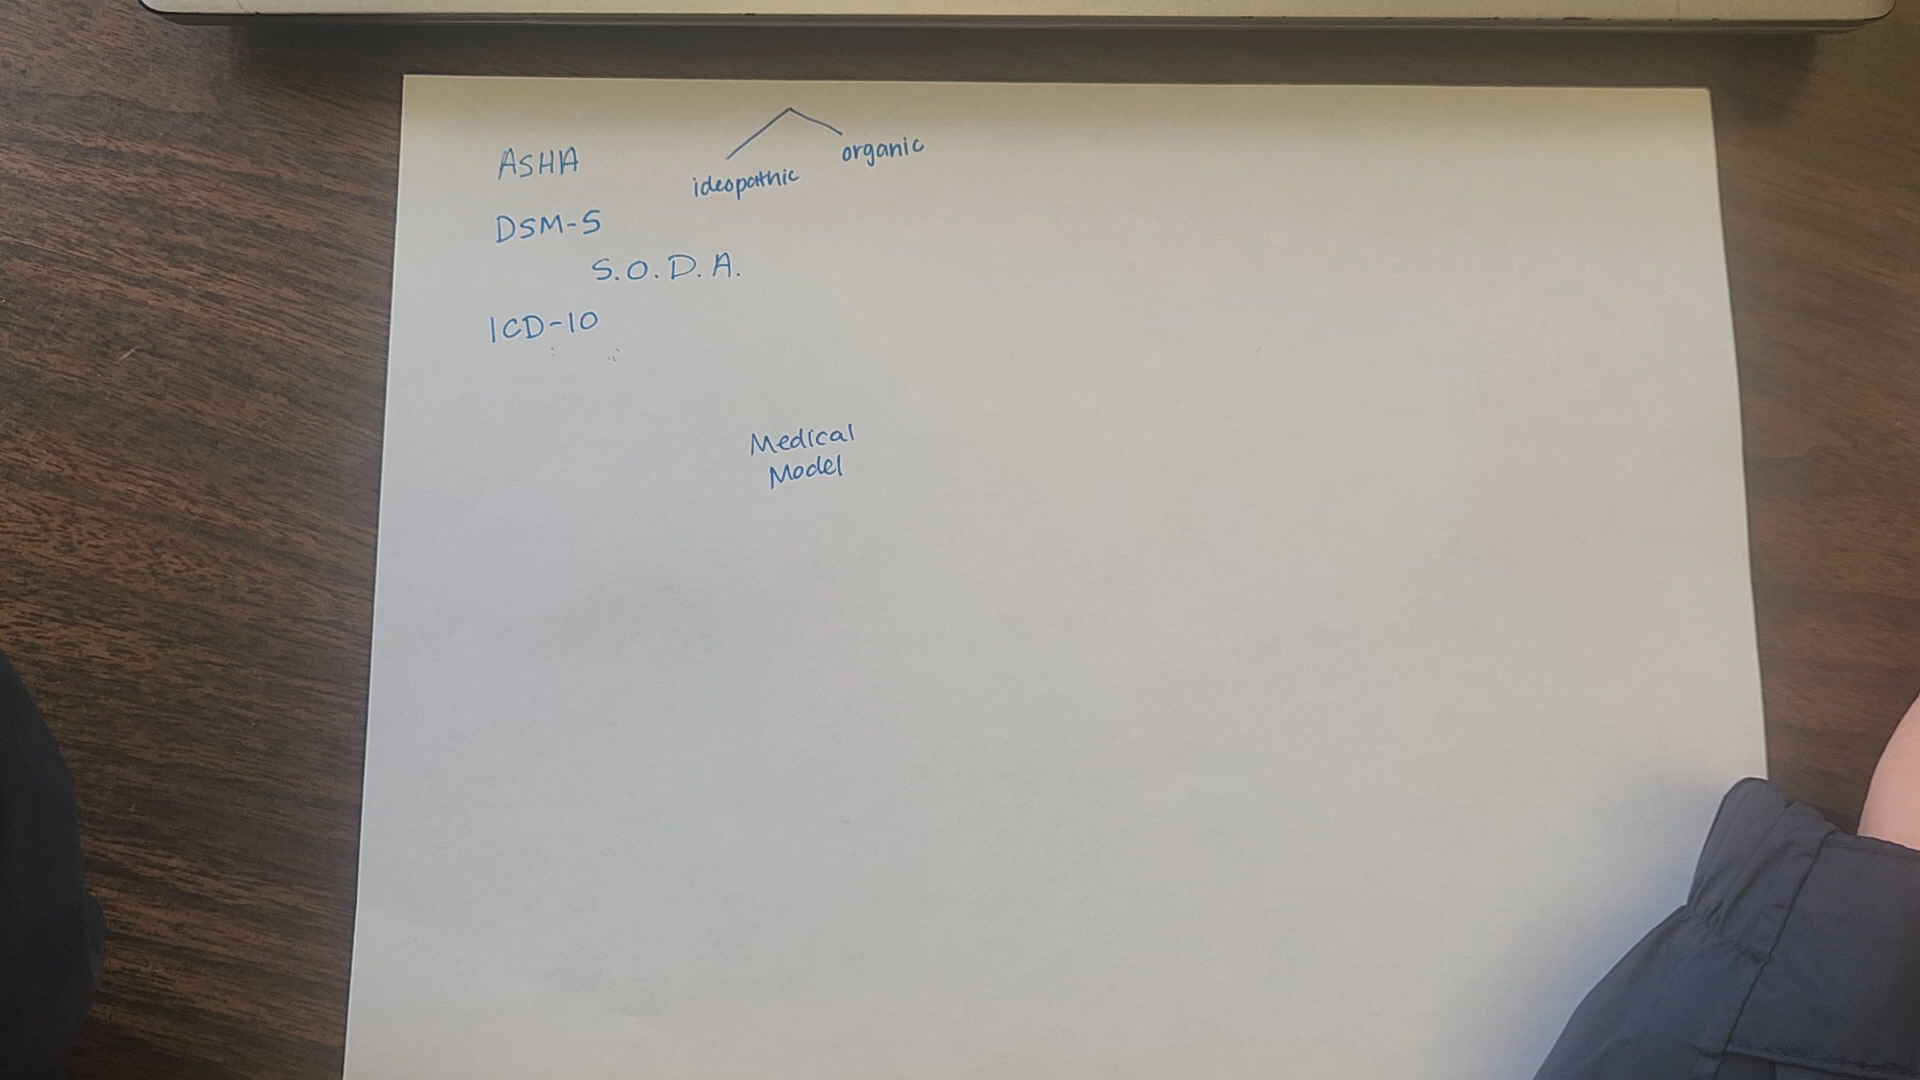 ASHA
ideopathic
organic
DSM-5
S.O.D.A.
ICD-10
Medical
Model